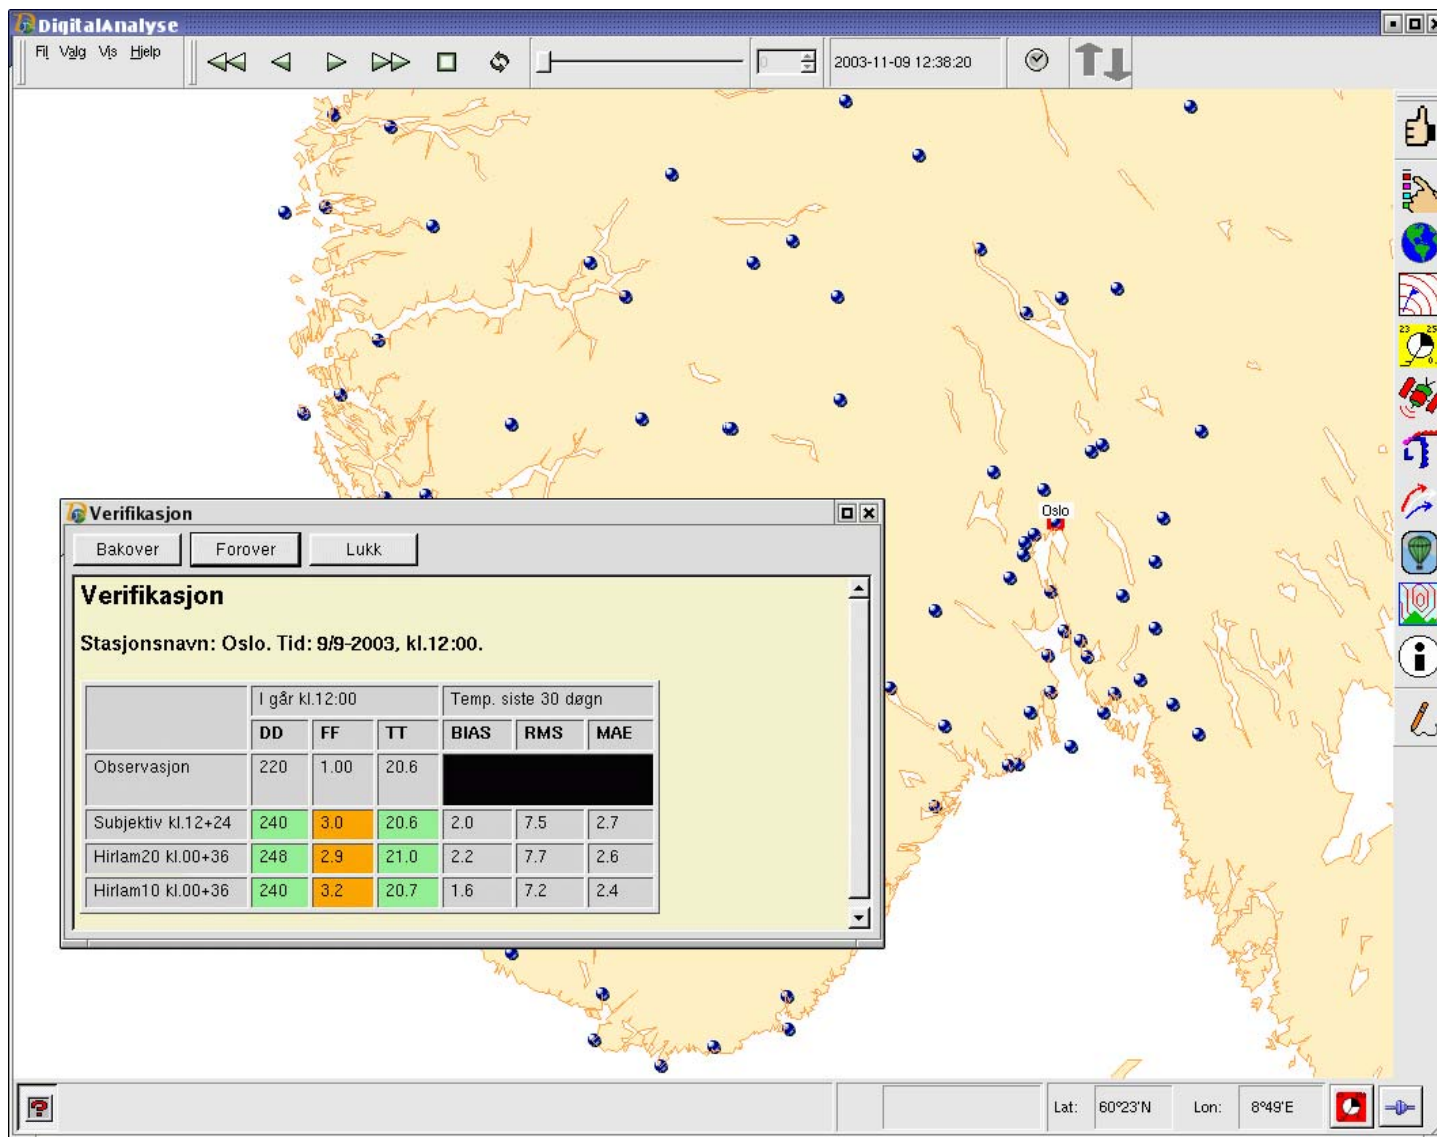 DigitalAnalyse
Fil Valg Vis Hjelp
0
2003-11-09 12:38:20
23 25
Oslo
Verifikasjon
Bakover Forover Lukk
Verifikasjon
Stasjonsnavn: Oslo. Tid: 9/9-2003, kl.12:00.
I går kl.12:00 Temp. siste 30 døgn
DD FF TT BIAS RMS MAE
Observasjon 220 1.00 20.6
Subjektiv kl.12+24 240 3.0 20.6 2.0 7.5 2.7
Hirlam20 kl.00+36 248 2.9 21.0 2.2 7.7 2.6
Hirlam10 kl.00+36 240 3.2 20.7 1.6 7.2 2.4
Lat: 60°23'N Lon: 8°49'E